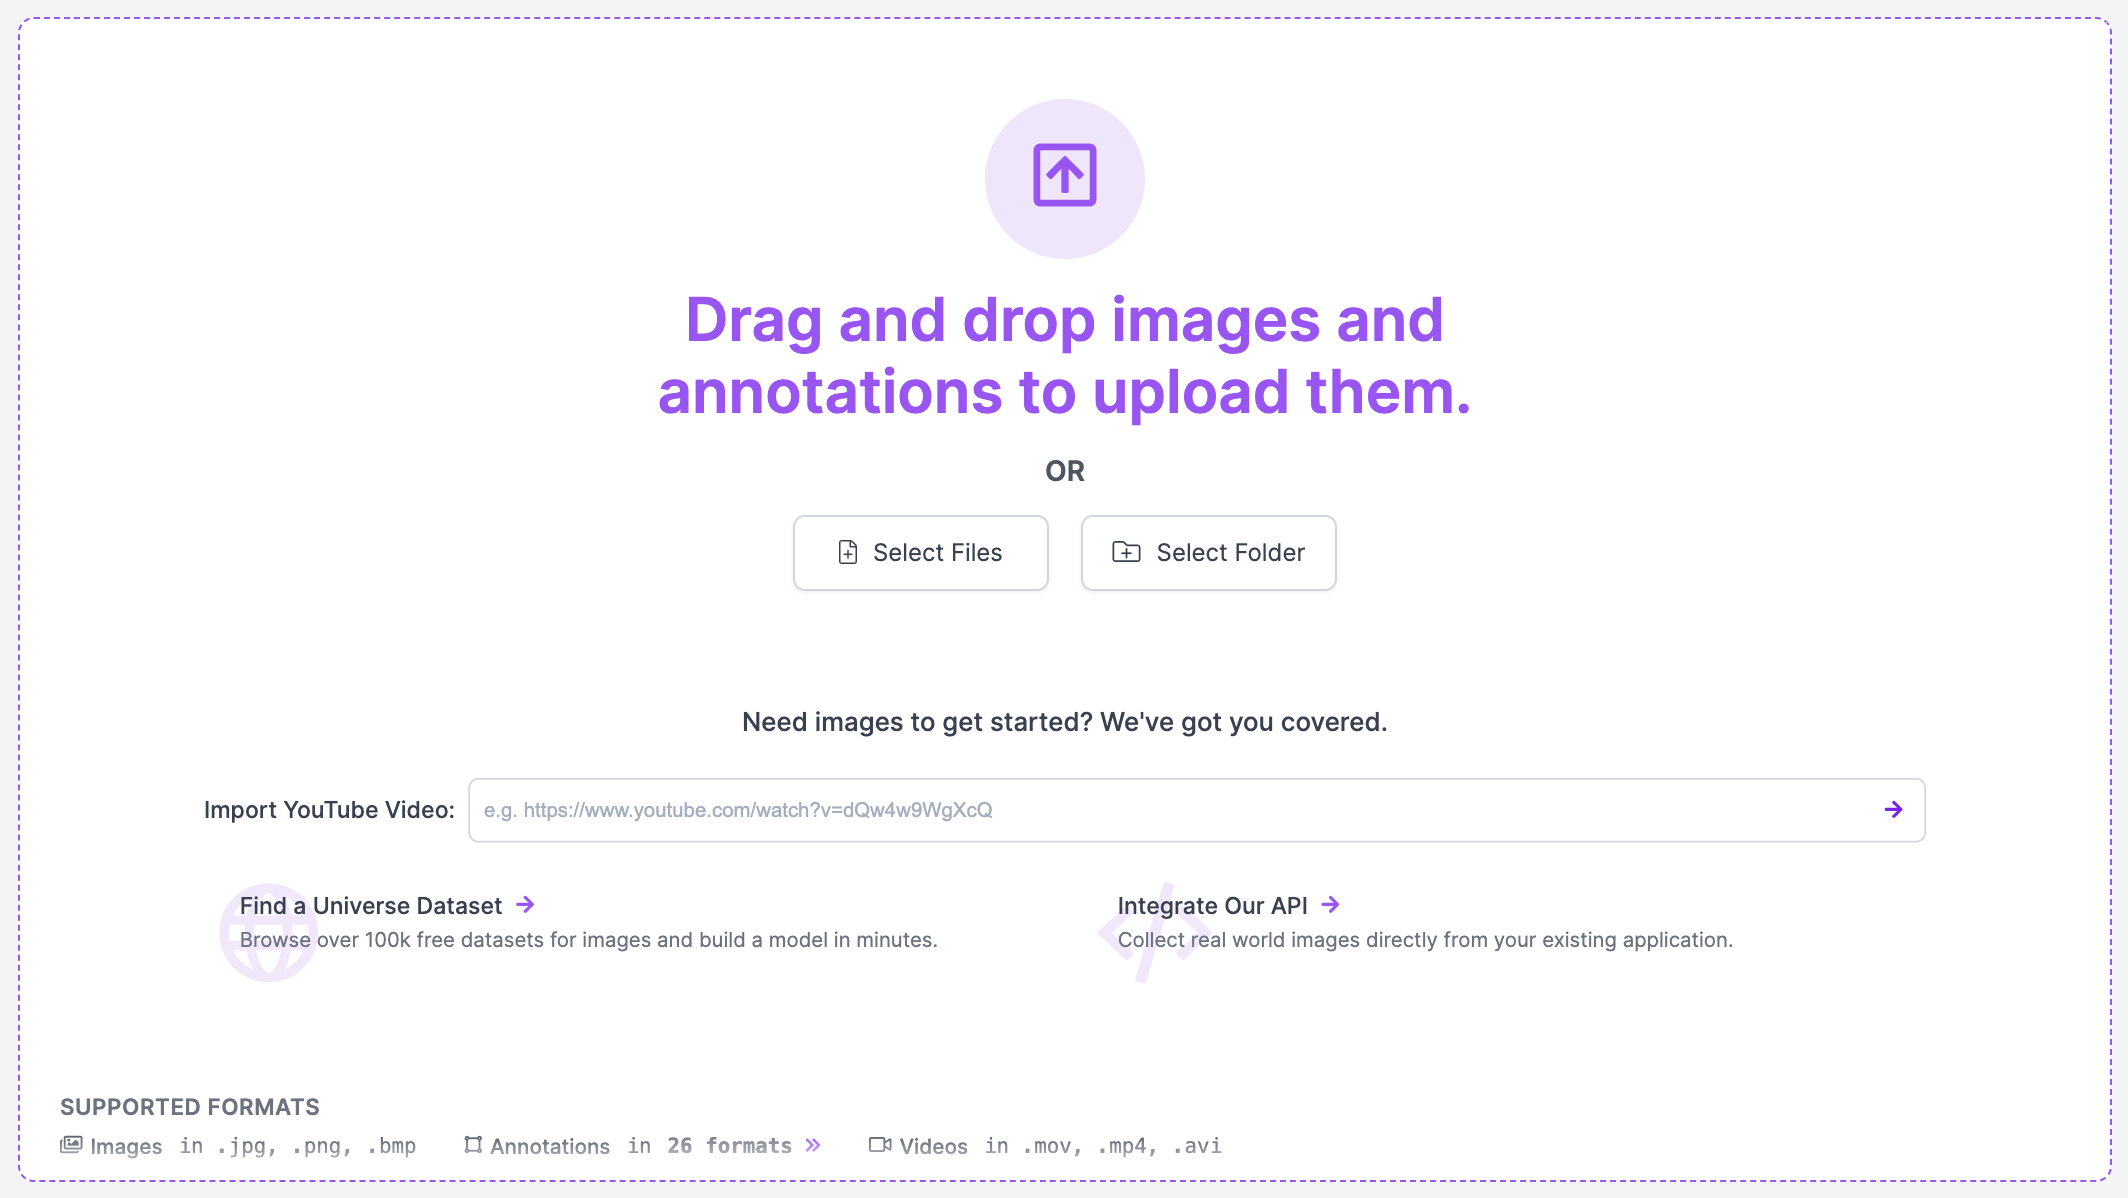 Drag and drop images and
annotations to upload them.
OR
Select Files
Select Folder
Need images to get started? We've got you covered.
Import YouTube Video:
e.g. https://www.youtube.com/watch?v=dQw4w9WgXcQ
Find a Universe Dataset
Browse over 100k free datasets for images and build a model in minutes.
Integrate Our API
Collect real world images directly from your existing application.
SUPPORTED FORMATS
Images in .jpg, .png, .bmp
Annotations in 26 formats
Videos in .mov, .mp4, .avi